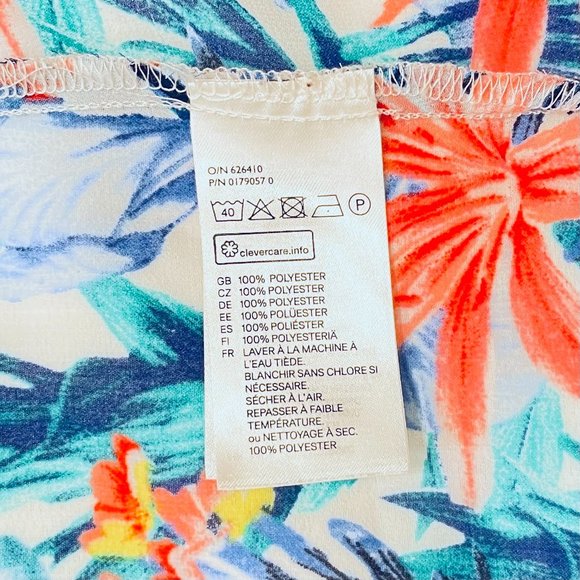 O/N 626410
P/N 0179057 0
40 P
clevercare.info
GB 100% POLYESTER
CZ 100% POLYESTER
DE 100% POLYESTER
EE 100% POLÜESTER
ES 100% POLIÉSTER
FI 100% POLYESTERIÄ
FR LAVER À LA MACHINE À
L'EAU TIÈDE.
BLANCHIR SANS CHLORE SI
NÉCESSAIRE.
SÉCHER À L'AIR.
REPASSER À FAIBLE
TEMPÉRATURE.
ou NETTOYAGE À SEC.
100% POLYESTER